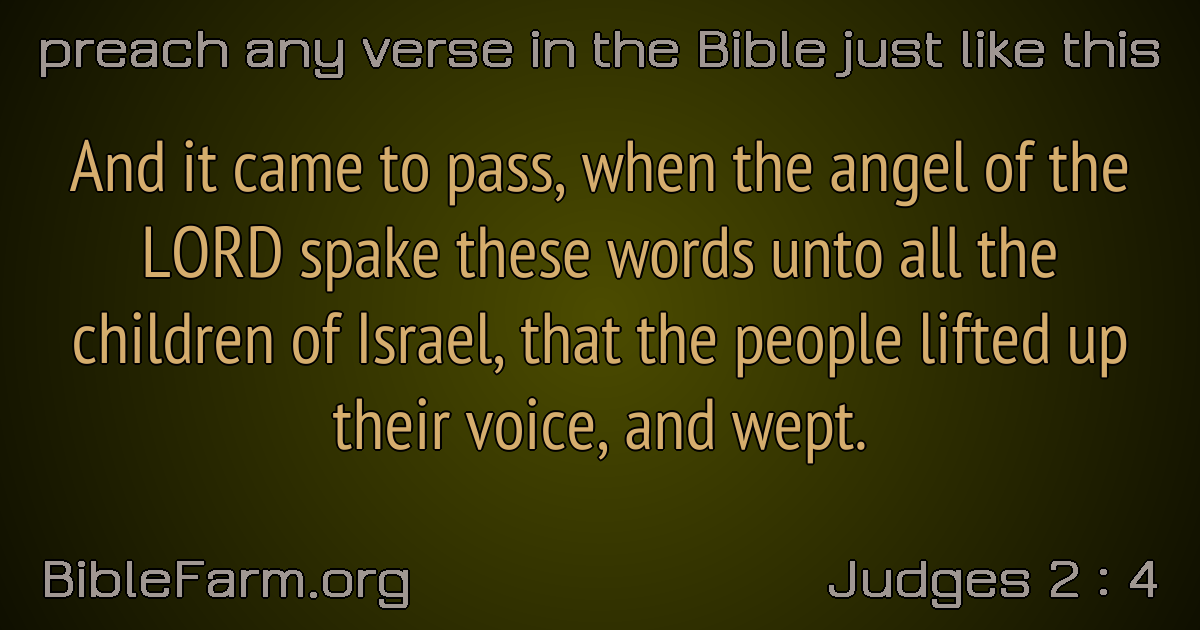 preach any verse in the Bible just like this
And it came to pass, when the angel of the
LORD spake these words unto all the
children of Israel, that the people lifted up
their voice, and wept.
BibleFarm.org
Judges 2 : 4